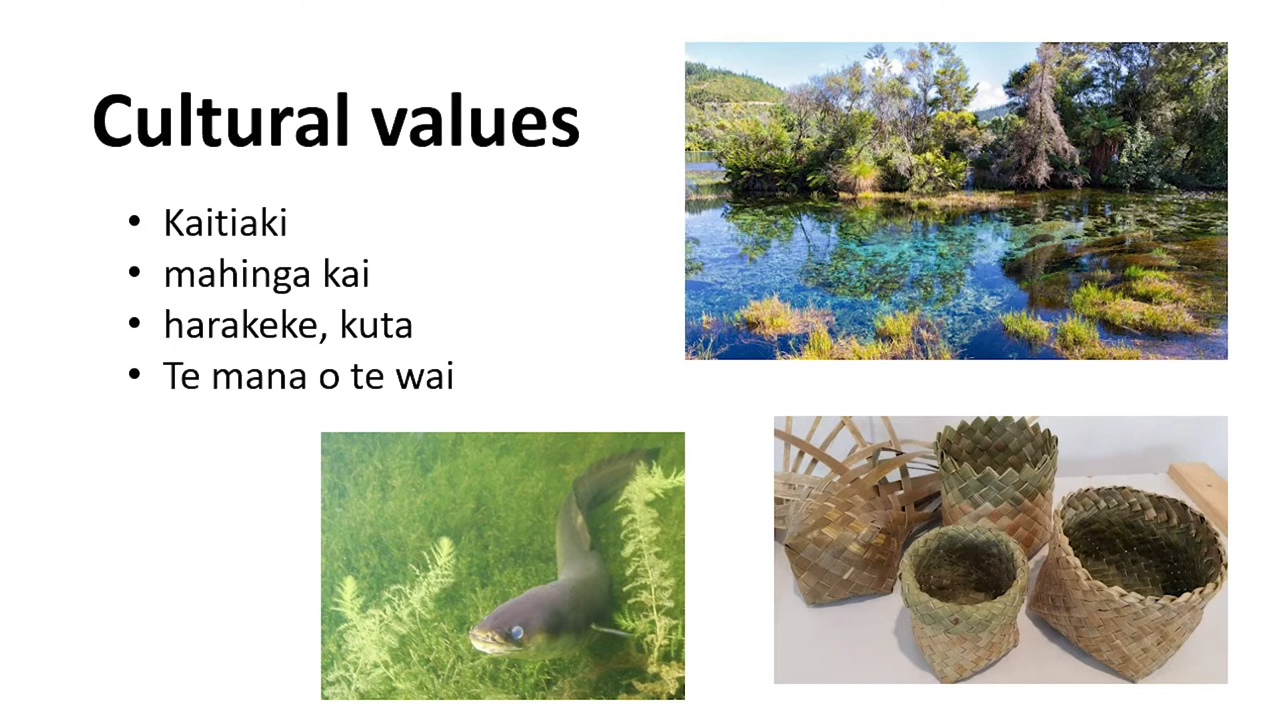 Cultural values
• Kaitiaki
• mahinga kai
• harakeke, kuta
• Te mana o te wai